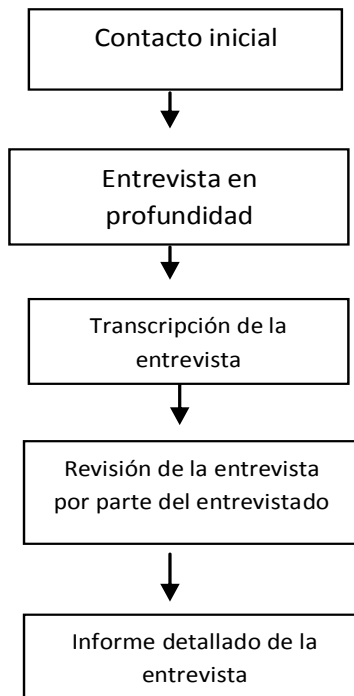 Contacto inicial
Entrevista en
profundidad
Transcripción de la
entrevista
Revisión de la entrevista
por parte del entrevistado
Informe detallado de la
entrevista